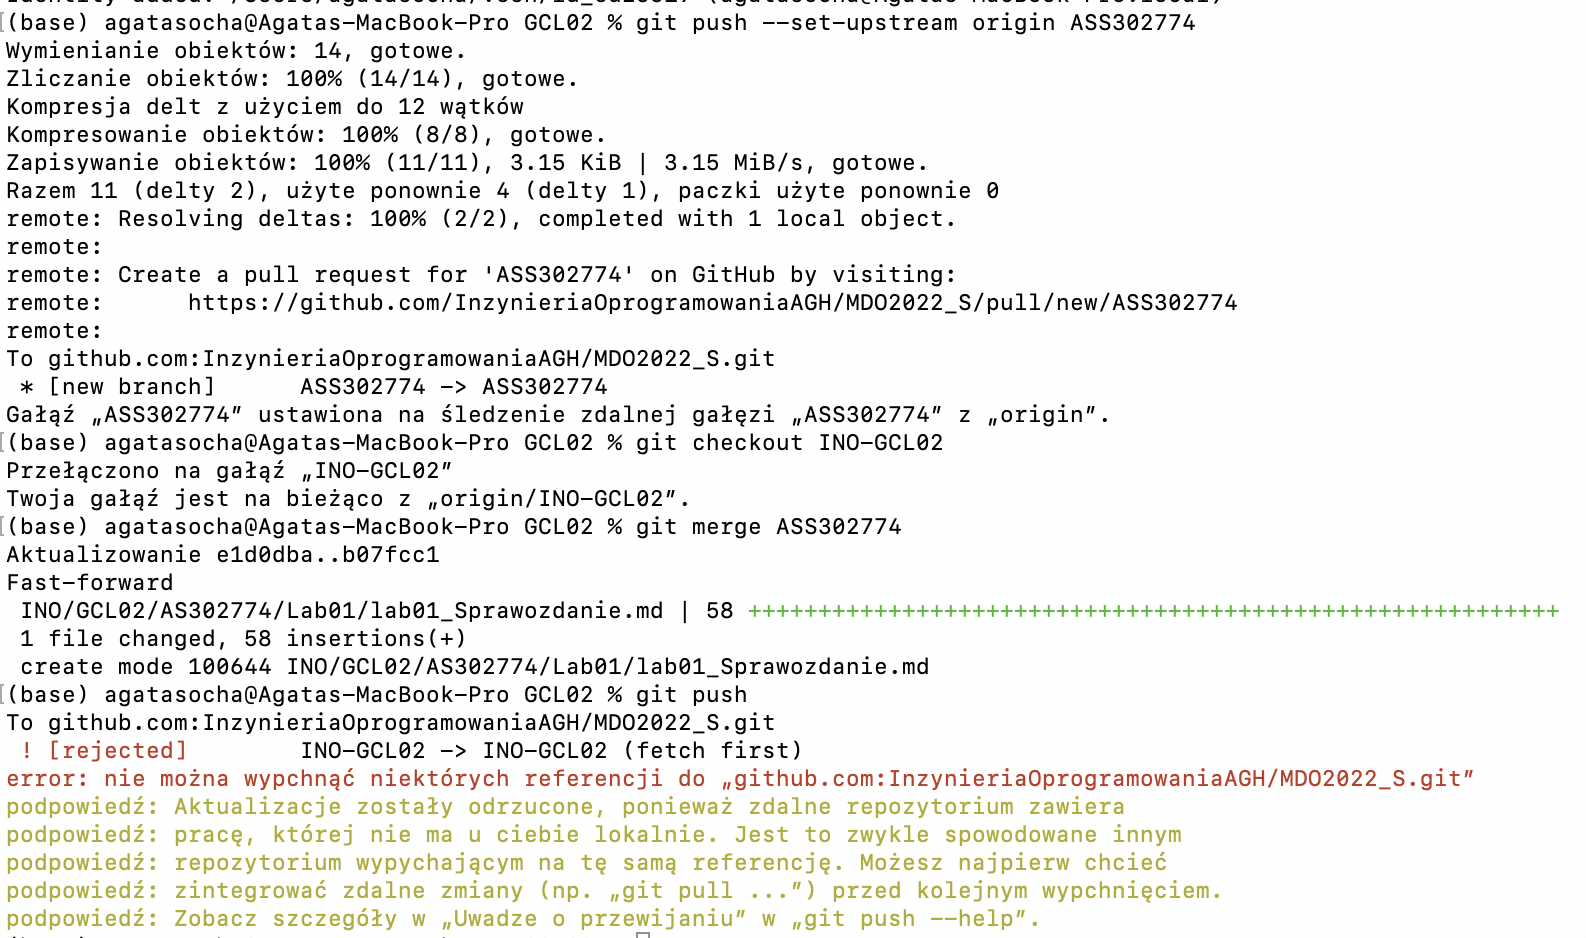 (base) agatasocha@Agatas-MacBook-Pro GCL02 % git push --set-upstream origin ASS302774
Wymienianie obiektów: 14, gotowe.
Zliczanie obiektów: 100% (14/14), gotowe.
Kompresja delt z użyciem do 12 wątków
Kompresowanie obiektów: 100% (8/8), gotowe.
Zapisywanie obiektów: 100% (11/11), 3.15 KiB | 3.15 MiB/s, gotowe.
Razem 11 (delty 2), użyte ponownie 4 (delty 1), paczki użyte ponownie 0
remote: Resolving deltas: 100% (2/2), completed with 1 local object.
remote:
remote: Create a pull request for 'ASS302774' on GitHub by visiting:
remote:      https://github.com/InzynieriaOprogramowaniaAGH/MDO2022_S/pull/new/ASS302774
remote:
To github.com:InzynieriaOprogramowaniaAGH/MDO2022_S.git
 * [new branch]      ASS302774 -> ASS302774
Gałąź „ASS302774” ustawiona na śledzenie zdalnej gałęzi „ASS302774” z „origin”.
(base) agatasocha@Agatas-MacBook-Pro GCL02 % git checkout INO-GCL02
Przełączono na gałąź „INO-GCL02”
Twoja gałąź jest na bieżąco z „origin/INO-GCL02”.
(base) agatasocha@Agatas-MacBook-Pro GCL02 % git merge ASS302774
Aktualizowanie e1d0dba..b07fcc1
Fast-forward
 INO/GCL02/AS302774/Lab01/lab01_Sprawozdanie.md | 58 ++++++++++++++++++++++++++++++++++++++++++++++++++++++++++
 1 file changed, 58 insertions(+)
 create mode 100644 INO/GCL02/AS302774/Lab01/lab01_Sprawozdanie.md
(base) agatasocha@Agatas-MacBook-Pro GCL02 % git push
To github.com:InzynieriaOprogramowaniaAGH/MDO2022_S.git
 ! [rejected]        INO-GCL02 -> INO-GCL02 (fetch first)
error: nie można wypchnąć niektórych referencji do „github.com:InzynieriaOprogramowaniaAGH/MDO2022_S.git”
podpowiedź: Aktualizacje zostały odrzucone, ponieważ zdalne repozytorium zawiera
podpowiedź: pracę, której nie ma u ciebie lokalnie. Jest to zwykle spowodowane innym
podpowiedź: repozytorium wypychającym na tę samą referencję. Możesz najpierw chcieć
podpowiedź: zintegrować zdalne zmiany (np. „git pull ...”) przed kolejnym wypchnięciem.
podpowiedź: Zobacz szczegóły w „Uwadze o przewijaniu” w „git push --help”.